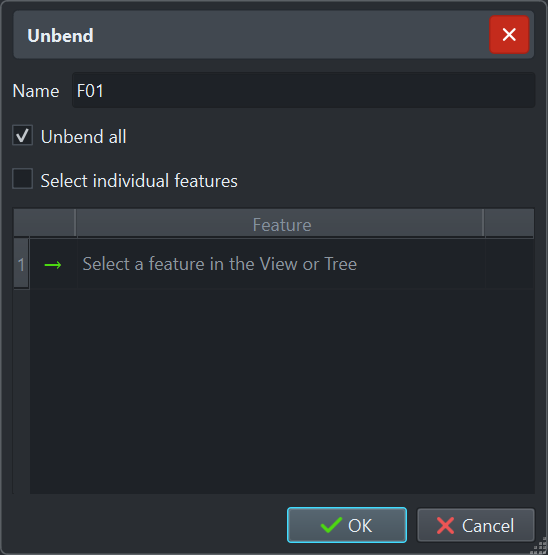 Unbend
Name F01
Unbend all
Select individual features
Feature
1 → Select a feature in the View or Tree
OK Cancel